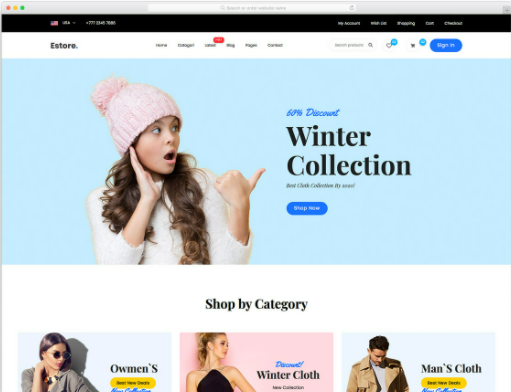 Search or enter website name
USA +777 2345 7886 My Account Wish List Shopping Cart Checkout
Estore. Home Catagori Latest Blog Pages Contact Search products Sign in
60% Discount
Winter
Collection
Best Cloth Collection By 2020!
Shop Now
Shop by Category
Owmen`S
Best New Deals
New Collection
Discount!
Winter Cloth
New Collection
Man`S Cloth
Best New Deals
New Collection